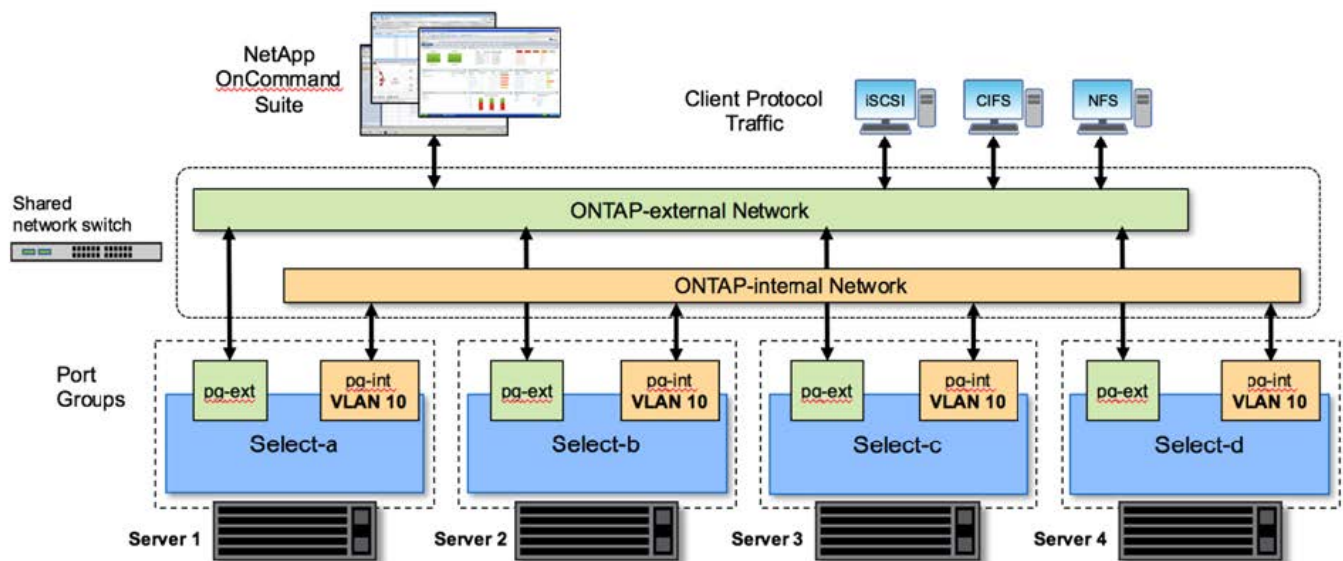 NetApp
OnCommand
Suite
Client Protocol
Traffic
iSCSI
CIFS
NFS
Shared
network switch
ONTAP-external Network
ONTAP-internal Network
Port
Groups
pg-ext
pg-int
VLAN 10
Select-a
pg-ext
pg-int
VLAN 10
Select-b
pg-ext
pg-int
VLAN 10
Select-c
pg-ext
pg-int
VLAN 10
Select-d
Server 1
Server 2
Server 3
Server 4